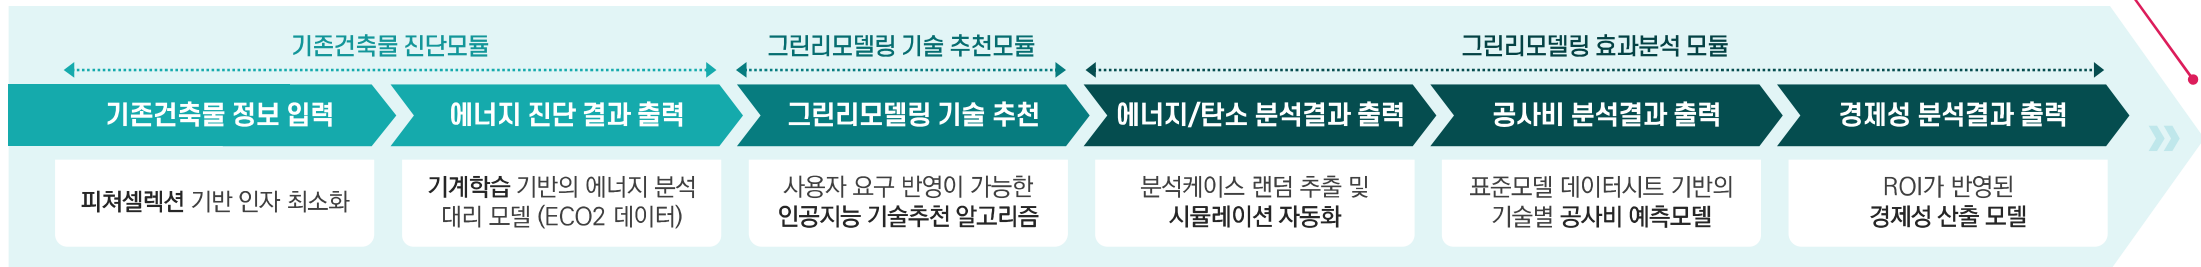 기존건축물 진단모듈
그린리모델링 기술 추천모듈
그린리모델링 효과분석 모듈
기존건축물 정보 입력
에너지 진단 결과 출력
그린리모델링 기술 추천
에너지/탄소 분석결과 출력
공사비 분석결과 출력
경제성 분석결과 출력
피쳐셀렉션 기반 인자 최소화
기계학습 기반의 에너지 분석
대리 모델 (ECO2 데이터)
사용자 요구 반영이 가능한
인공지능 기술추천 알고리즘
분석케이스 랜덤 추출 및
시뮬레이션 자동화
표준모델 데이터시트 기반의
기술별 공사비 예측모델
ROI가 반영된
경제성 산출 모델